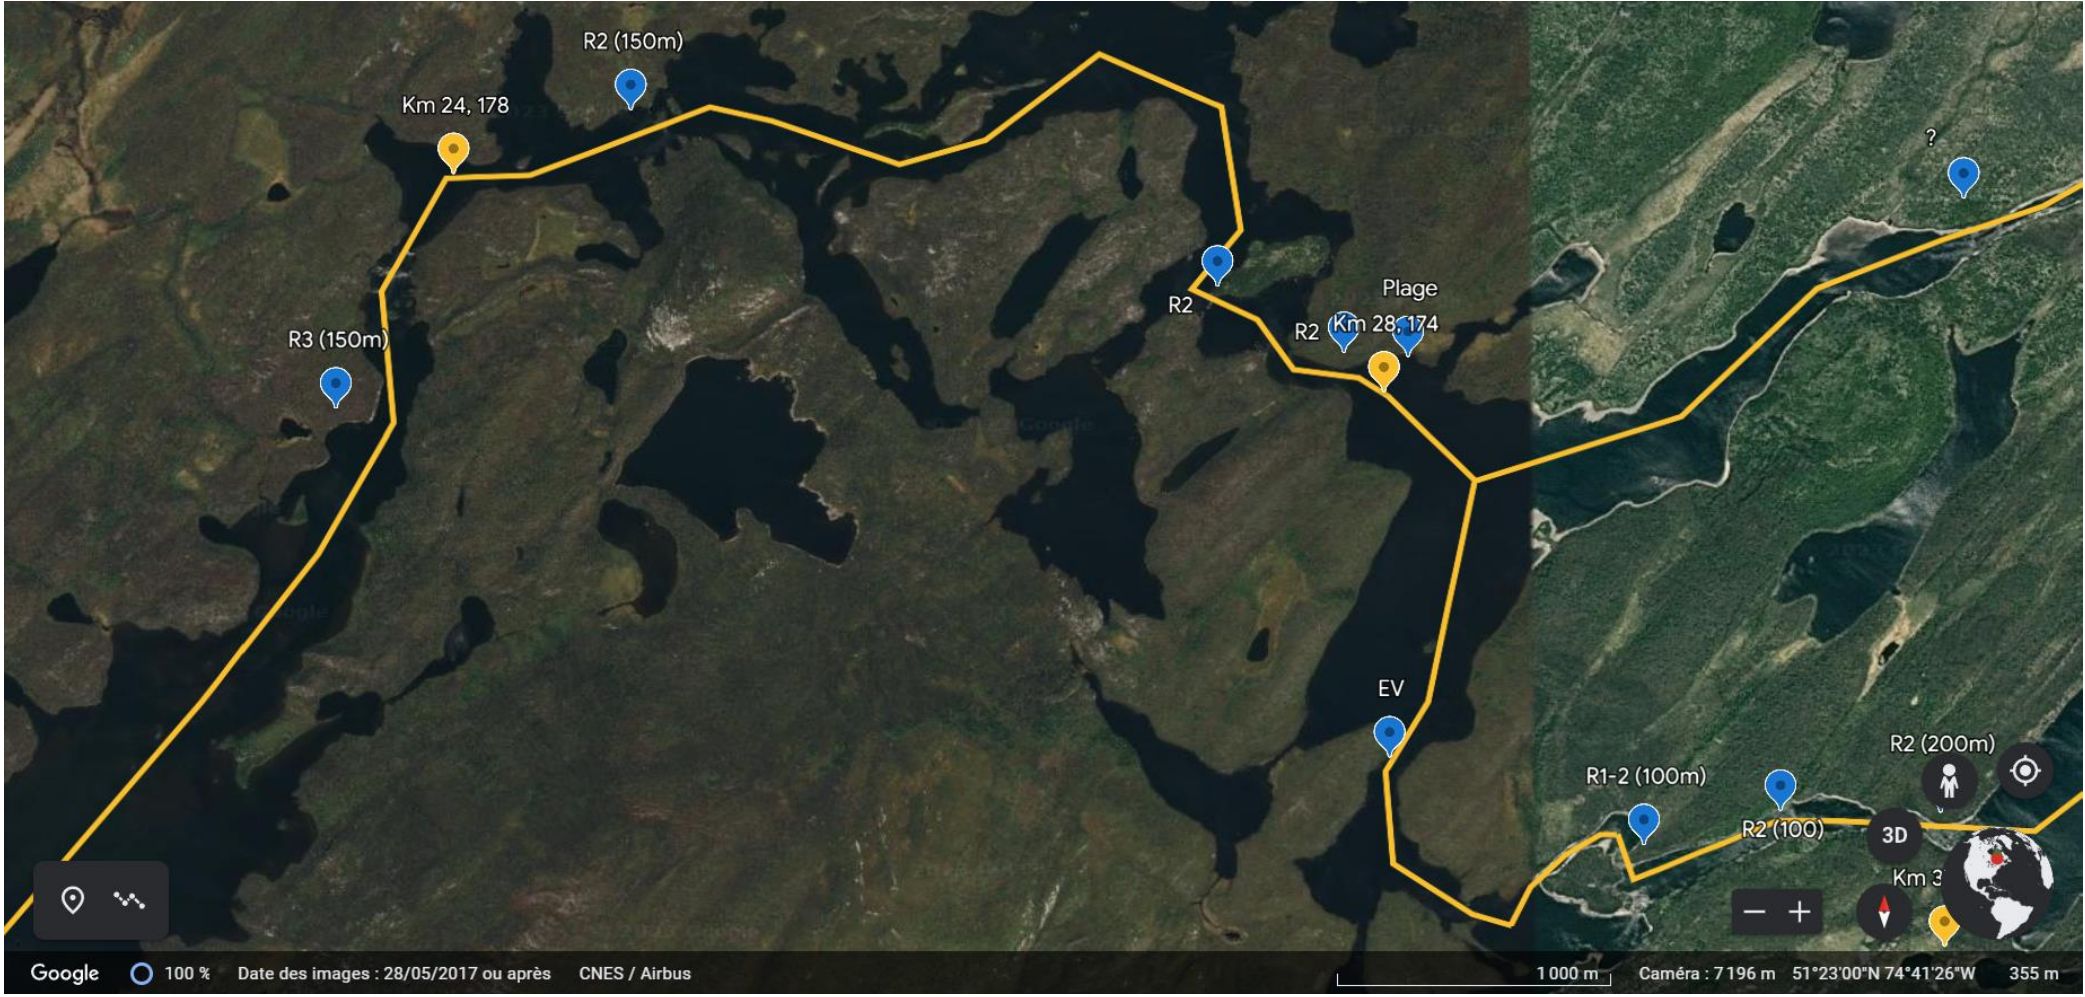 R2 (150m)
Km 24, 178
?
R3 (150m)
R2
Plage
R2
Km 28, 174
EV
R2 (200m)
R1-2 (100m)
R2 (100)
3D
Km 3
Google
100 %
Date des images : 28/05/2017 ou après
CNES / Airbus
1 000 m
Caméra : 7 196 m
51°23'00"N 74°41'26"W
355 m